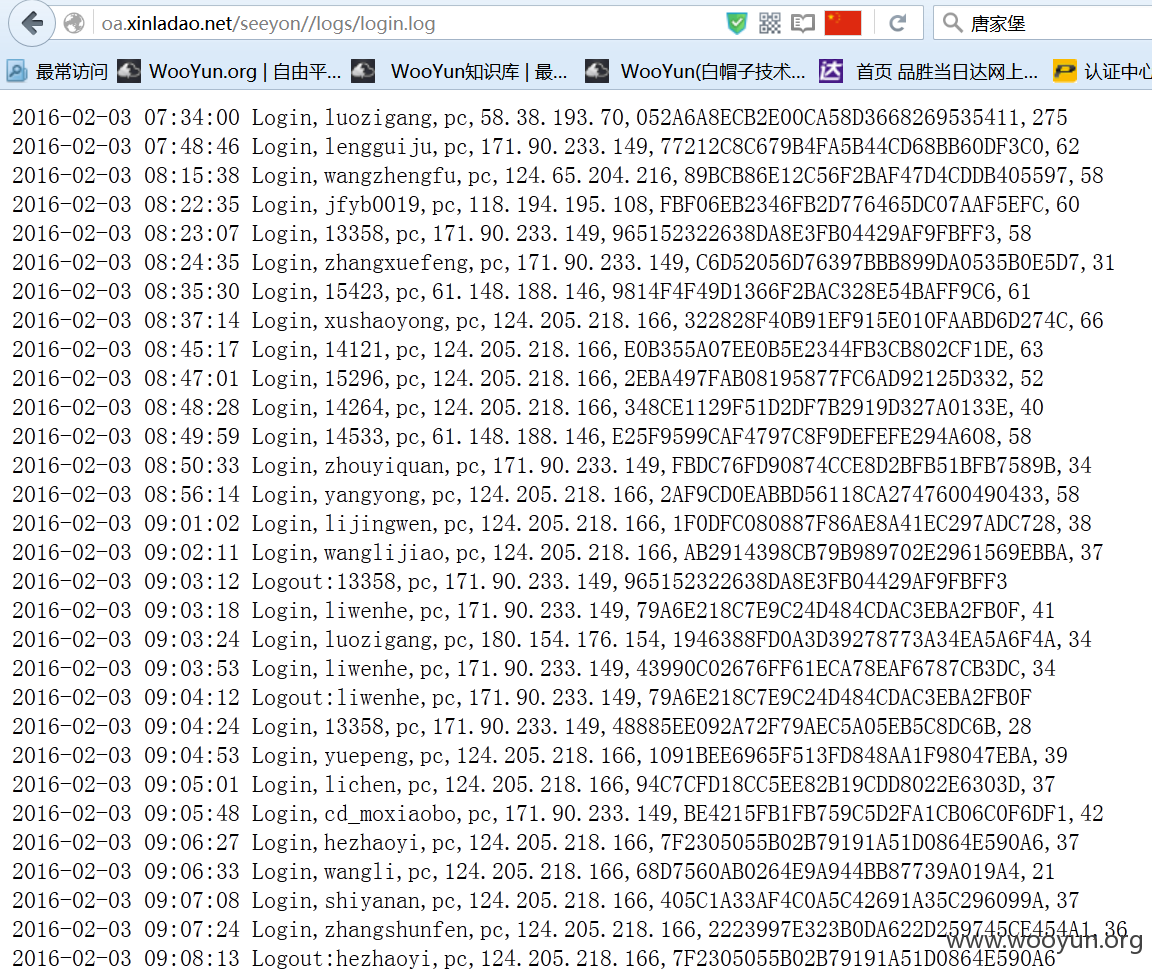 oa.xinladao.net/seeyon//logs/login.log 唐家堡
最常访问 WooYun.org | 自由平... WooYun知识库 | 最... WooYun(白帽子技术... 达 首页 品胜当日达网上... 认证中心
2016-02-03 07:34:00 Login,luozigang,pc,58.38.193.70,052A6A8ECB2E00CA58D3668269535411,275
2016-02-03 07:48:46 Login,lengguiju,pc,171.90.233.149,77212C8C679B4FA5B44CD68BB60DF3C0,62
2016-02-03 08:15:38 Login,wangzhengfu,pc,124.65.204.216,89BCB86E12C56F2BAF47D4CDDB405597,58
2016-02-03 08:22:35 Login,jfyb0019,pc,118.194.195.108,FBF06EB2346FB2D776465DC07AAF5EFC,60
2016-02-03 08:23:07 Login,13358,pc,171.90.233.149,965152322638DA8E3FB04429AF9FBFF3,58
2016-02-03 08:24:35 Login,zhangxuefeng,pc,171.90.233.149,C6D52056D76397BBB899DA0535B0E5D7,31
2016-02-03 08:35:30 Login,15423,pc,61.148.188.146,9814F4F49D1366F2BAC328E54BAFF9C6,61
2016-02-03 08:37:14 Login,xushaoyong,pc,124.205.218.166,322828F40B91EF915E010FAABD6D274C,66
2016-02-03 08:45:17 Login,14121,pc,124.205.218.166,E0B355A07EE0B5E2344FB3CB802CF1DE,63
2016-02-03 08:47:01 Login,15296,pc,124.205.218.166,2EBA497FAB08195877FC6AD92125D332,52
2016-02-03 08:48:28 Login,14264,pc,124.205.218.166,348CE1129F51D2DF7B2919D327A0133E,40
2016-02-03 08:49:59 Login,14533,pc,61.148.188.146,E25F9599CAF4797C8F9DEFEFE294A608,58
2016-02-03 08:50:33 Login,zhouyiquan,pc,171.90.233.149,FBDC76FD90874CCE8D2BFB51BFB7589B,34
2016-02-03 08:56:14 Login,yangyong,pc,124.205.218.166,2AF9CD0EABBD56118CA2747600490433,58
2016-02-03 09:01:02 Login,lijingwen,pc,124.205.218.166,1F0DFC080887F86AE8A41EC297ADC728,38
2016-02-03 09:02:11 Login,wanglijiao,pc,124.205.218.166,AB2914398CB79B989702E2961569EBBA,37
2016-02-03 09:03:12 Logout:13358,pc,171.90.233.149,965152322638DA8E3FB04429AF9FBFF3
2016-02-03 09:03:18 Login,liwenhe,pc,171.90.233.149,79A6E218C7E9C24D484CDAC3EBA2FB0F,41
2016-02-03 09:03:24 Login,luozigang,pc,180.154.176.154,1946388FD0A3D39278773A34EA5A6F4A,34
2016-02-03 09:03:53 Login,liwenhe,pc,171.90.233.149,43990C02676FF61ECA78EAF6787CB3DC,34
2016-02-03 09:04:12 Logout:liwenhe,pc,171.90.233.149,79A6E218C7E9C24D484CDAC3EBA2FB0F
2016-02-03 09:04:24 Login,13358,pc,171.90.233.149,48885EE092A72F79AEC5A05EB5C8DC6B,28
2016-02-03 09:04:53 Login,yuepeng,pc,124.205.218.166,1091BEE6965F513FD848AA1F98047EBA,39
2016-02-03 09:05:01 Login,lichen,pc,124.205.218.166,94C7CFD18CC5EE82B19CDD8022E6303D,37
2016-02-03 09:05:48 Login,cd_moxiaobo,pc,171.90.233.149,BE4215FB1FB759C5D2FA1CB06C0F6DF1,42
2016-02-03 09:06:27 Login,hezhaoyi,pc,124.205.218.166,7F2305055B02B79191A51D0864E590A6,37
2016-02-03 09:06:33 Login,wangli,pc,124.205.218.166,68D7560AB0264E9A944BB87739A019A4,21
2016-02-03 09:07:08 Login,shiyanan,pc,124.205.218.166,405C1A33AF4C0A5C42691A35C296099A,37
2016-02-03 09:07:24 Login,zhangshunfen,pc,124.205.218.166,2223997E323B0DA622D259745CE454A1,36
2016-02-03 09:08:13 Logout:hezhaoyi,pc,124.205.218.166,7F2305055B02B79191A51D0864E590A6
www.wooyun.org